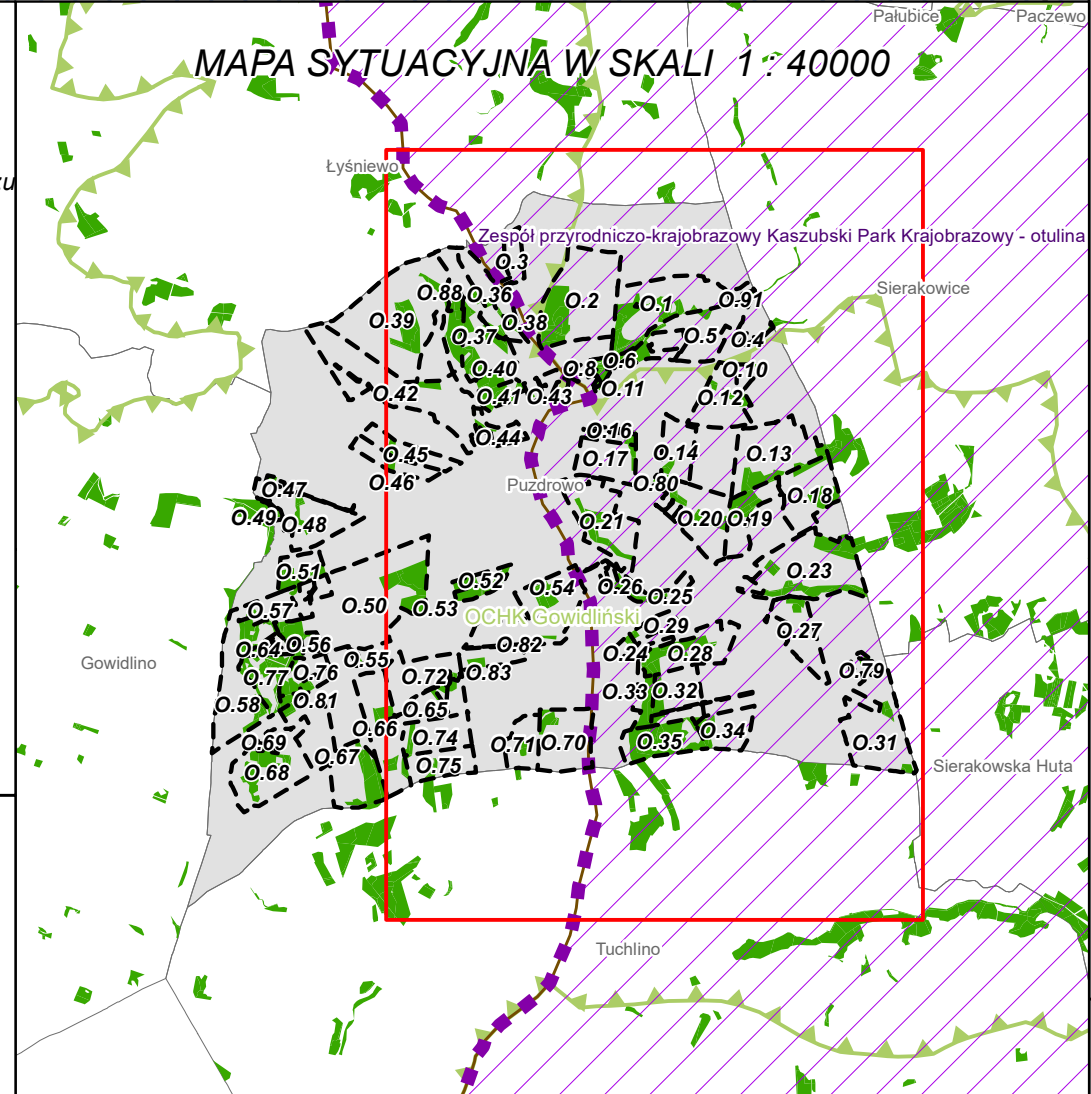 Pałubice
Paczewo
MAPA SYTUACYJNA W SKALI 1 : 40000
Łyśniewo
zu
Zespół przyrodniczo-krajobrazowy Kaszubski Park Krajobrazowy - otulina
O.3
Sierakowice
O.88
O.36
O.2
O.1
O.91
O.39
O.38
O.37
O.5
O.4
O.6
O.40
O.8
O.10
O.42
O.41
O.43
O.11
O.12
O.44
O.16
O.45
O.17
O.14
O.13
O.46
Puzdrowo
O.80
O.47
O.18
O.49
O.48
O.21
O.20
O.19
O.51
O.52
O.54
O.26
O.23
O.25
O.57
O.50
O.53
OCHK Gowidliński
O.29
O.27
O.64
O.56
O.82
O.24
O.28
Gowidlino
O.55
O.77
O.76
O.72
O.83
O.79
O.58
O.81
O.65
O.33
O.32
O.66
O.69
O.74
O.71
O.70
O.35
O.34
O.31
O.68
O.67
O.75
Sierakowska Huta
Tuchlino